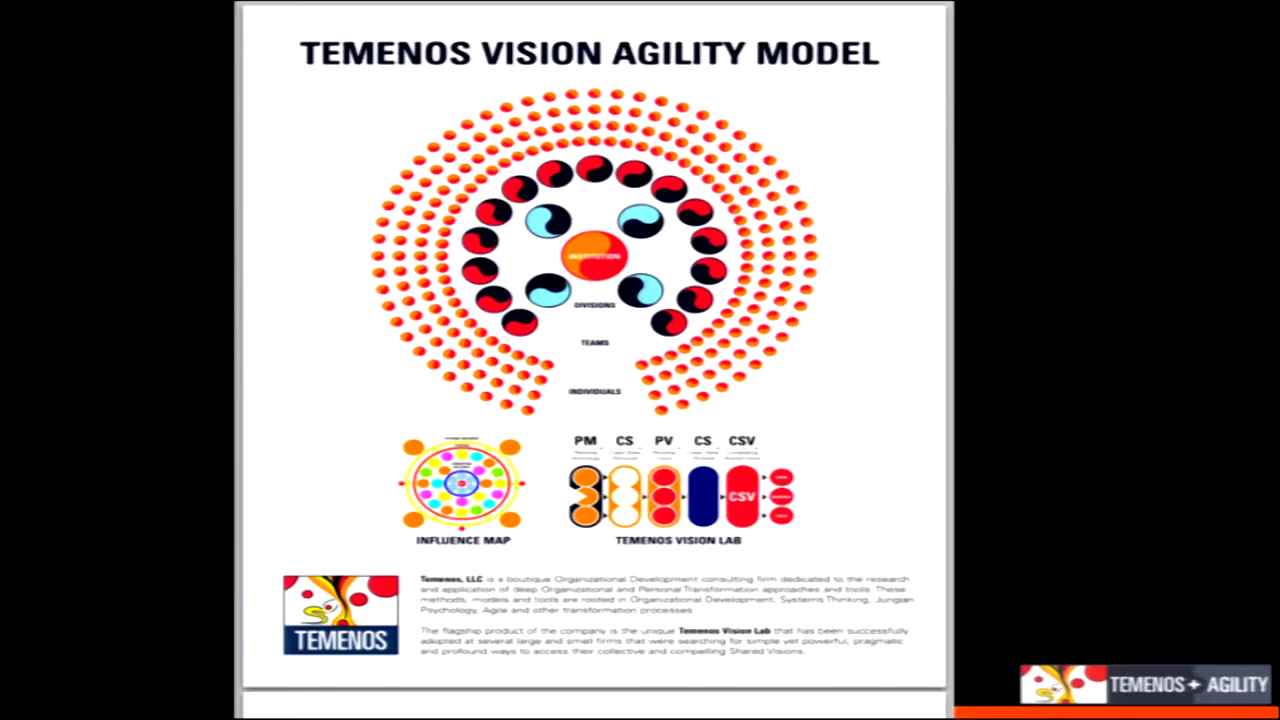 TEMENOS VISION AGILITY MODEL
INSTITUTION
DIVISIONS
TEAMS
INDIVIDUALS
PM CS PV CS CSV
CSV
INFLUENCE MAP
TEMENOS VISION LAB
TEMENOS
Temenos, LLC is a boutique Organizational Development consulting firm dedicated to the research
and application of deep Organizational and Personal Transformation approaches and tools. These
methods, models and tools are rooted in Organizational Development, Systems Thinking, Jungian
Psychology, Agile and other transformation processes.
The flagship product of the company is the unique Temenos Vision Lab that has been successfully
adopted at several large and small firms that were searching for simple yet powerful, pragmatic
and profound ways to access their collective and compelling Shared Visions.
TEMENOS + AGILITY